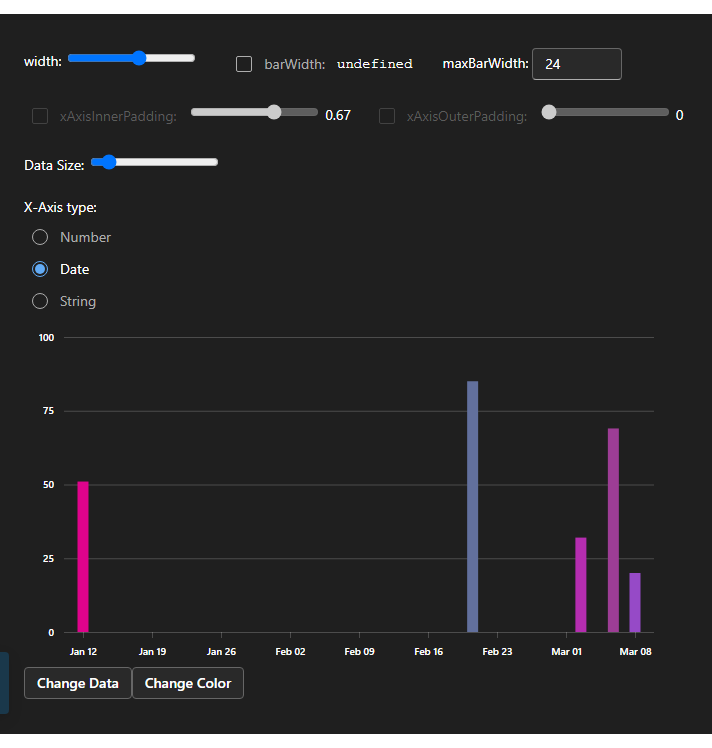 width: barWidth: undefined maxBarWidth: 24
xAxisInnerPadding: 0.67 xAxisOuterPadding: 0
Data Size:
X-Axis type:
Number
Date
String
100
75
50
25
0
Jan 12 Jan 19 Jan 26 Feb 02 Feb 09 Feb 16 Feb 23 Mar 01 Mar 08
Change Data Change Color